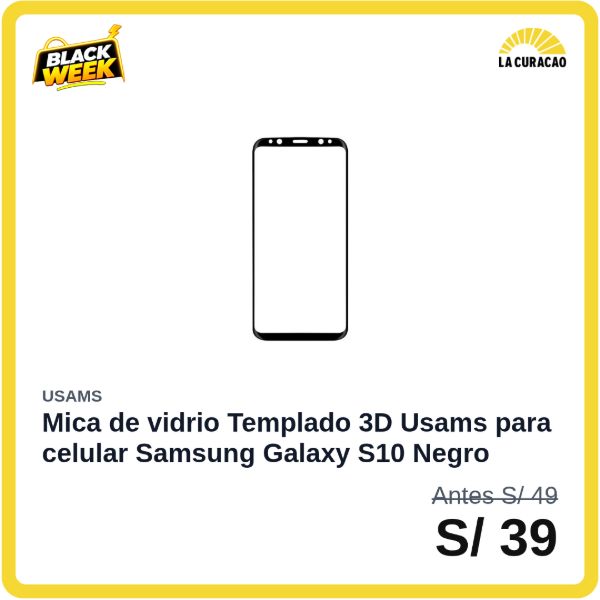 BLACK
WEEK
LA CURACAO
USAMS
Mica de vidrio Templado 3D Usams para
celular Samsung Galaxy S10 Negro
Antes S/ 49
S/ 39